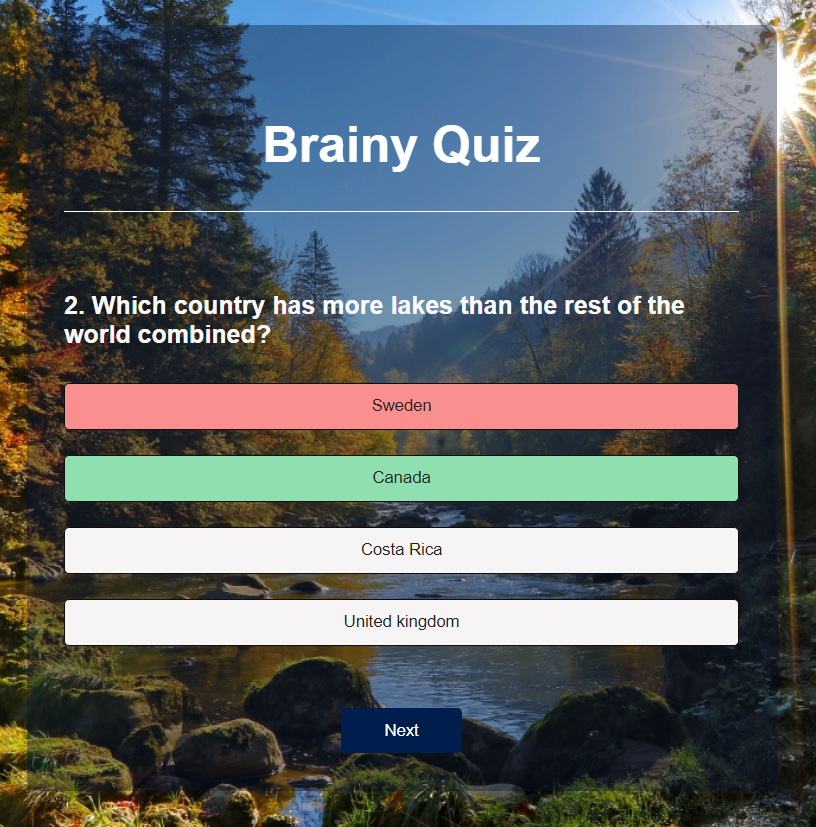 Brainy Quiz
2. Which country has more lakes than the rest of the
world combined?
Sweden
Canada
Costa Rica
United kingdom
Next